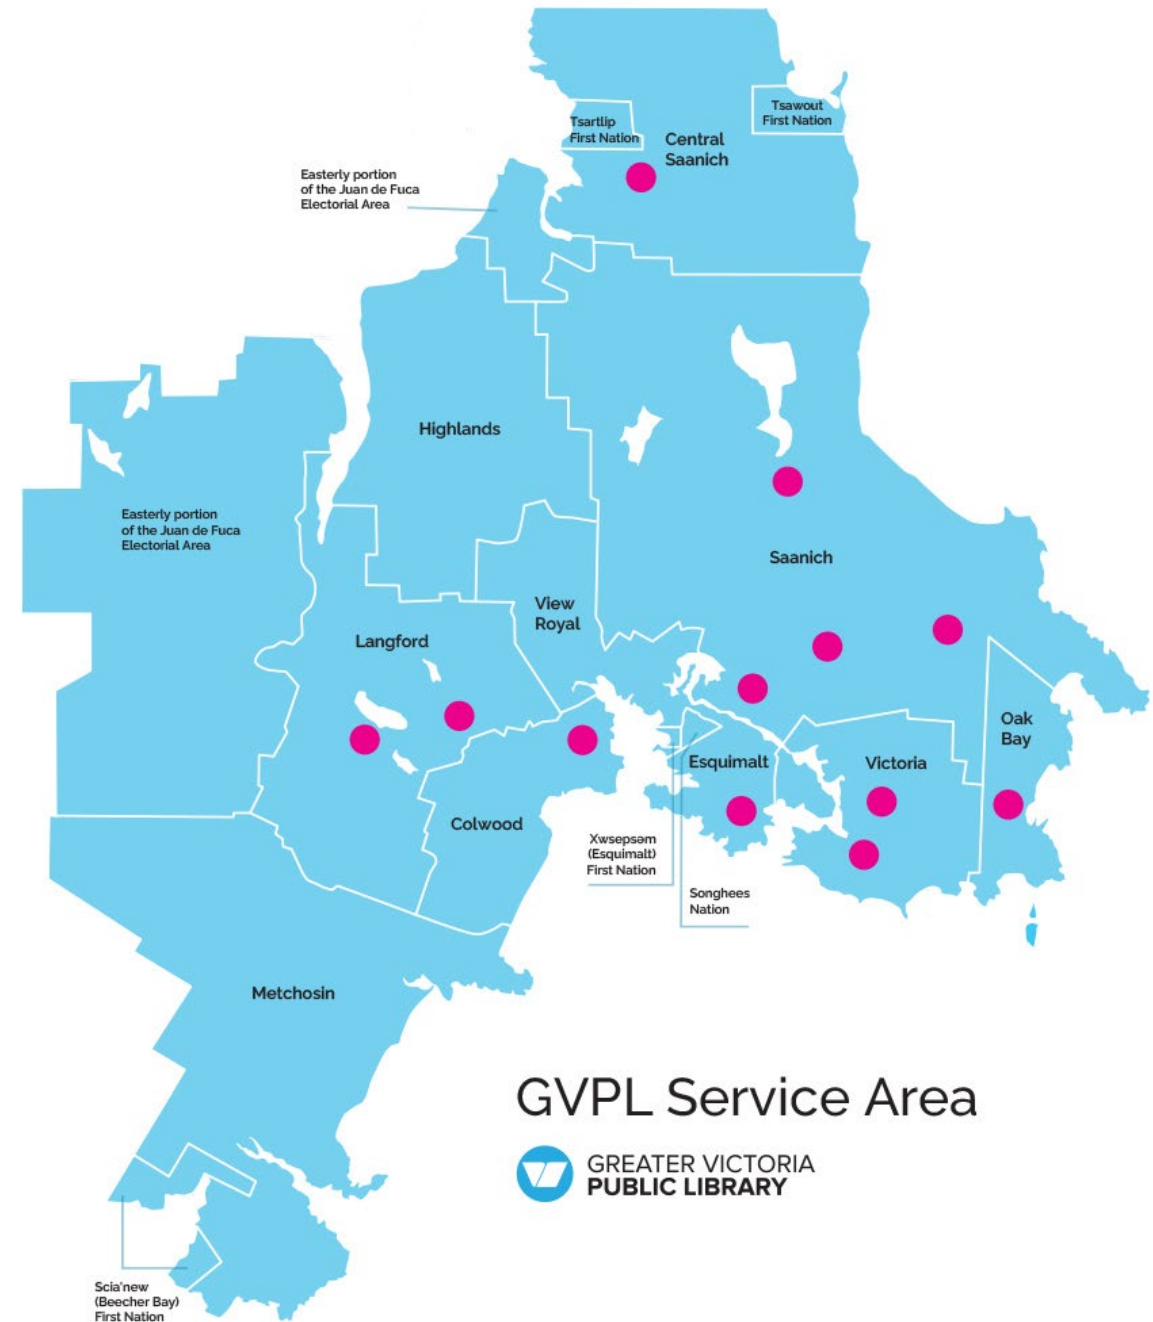 Tsawout
First Nation
Tsartlip
First Nation
Central
Saanich
Easterly portion
of the Juan de Fuca
Electorial Area
Highlands
Easterly portion
of the Juan de Fuca
Electorial Area
Saanich
View
Royal
Langford
Oak
Bay
Esquimalt
Victoria
Colwood
Xwsepsəm
(Esquimalt)
First Nation
Songhees
Nation
Metchosin
GVPL Service Area
GREATER VICTORIA
PUBLIC LIBRARY
Scia'new
(Beecher Bay)
First Nation